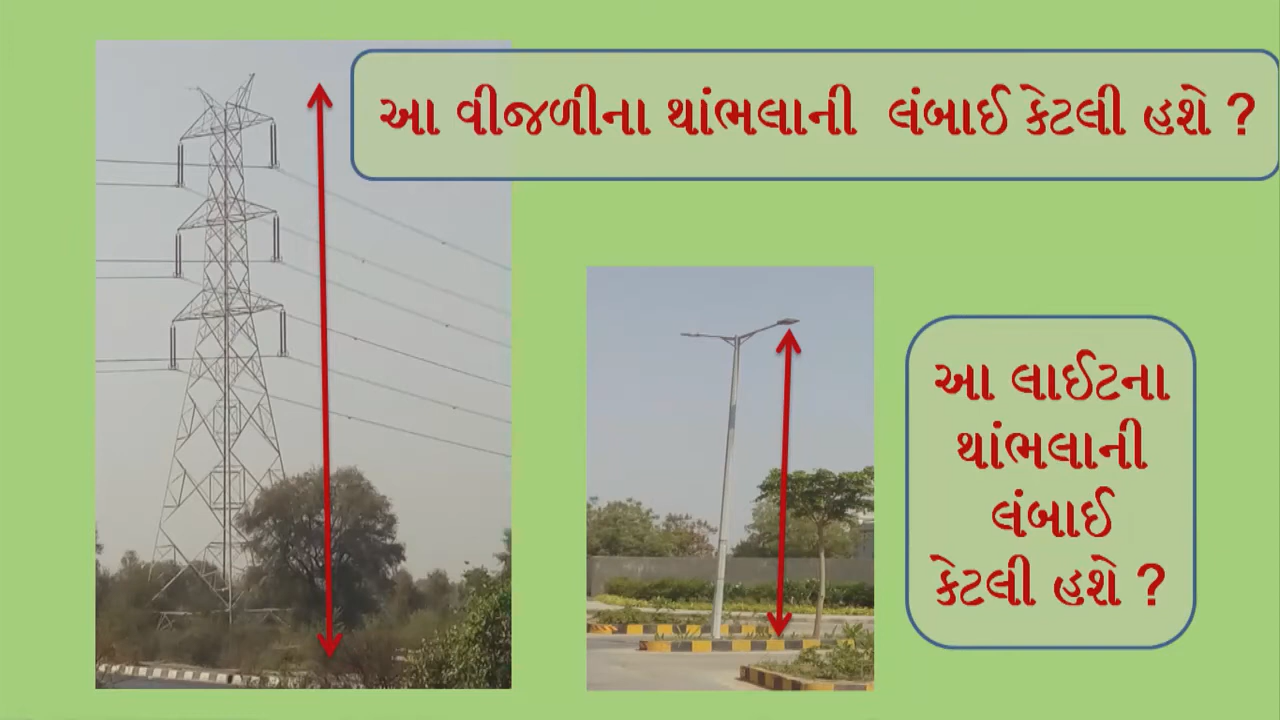 આ વીજળીના થાંભલાની લંબાઈ કેટલી હશે ?
આ લાઈટના
થાંભલાની
લંબાઈ
કેટલી હશે ?